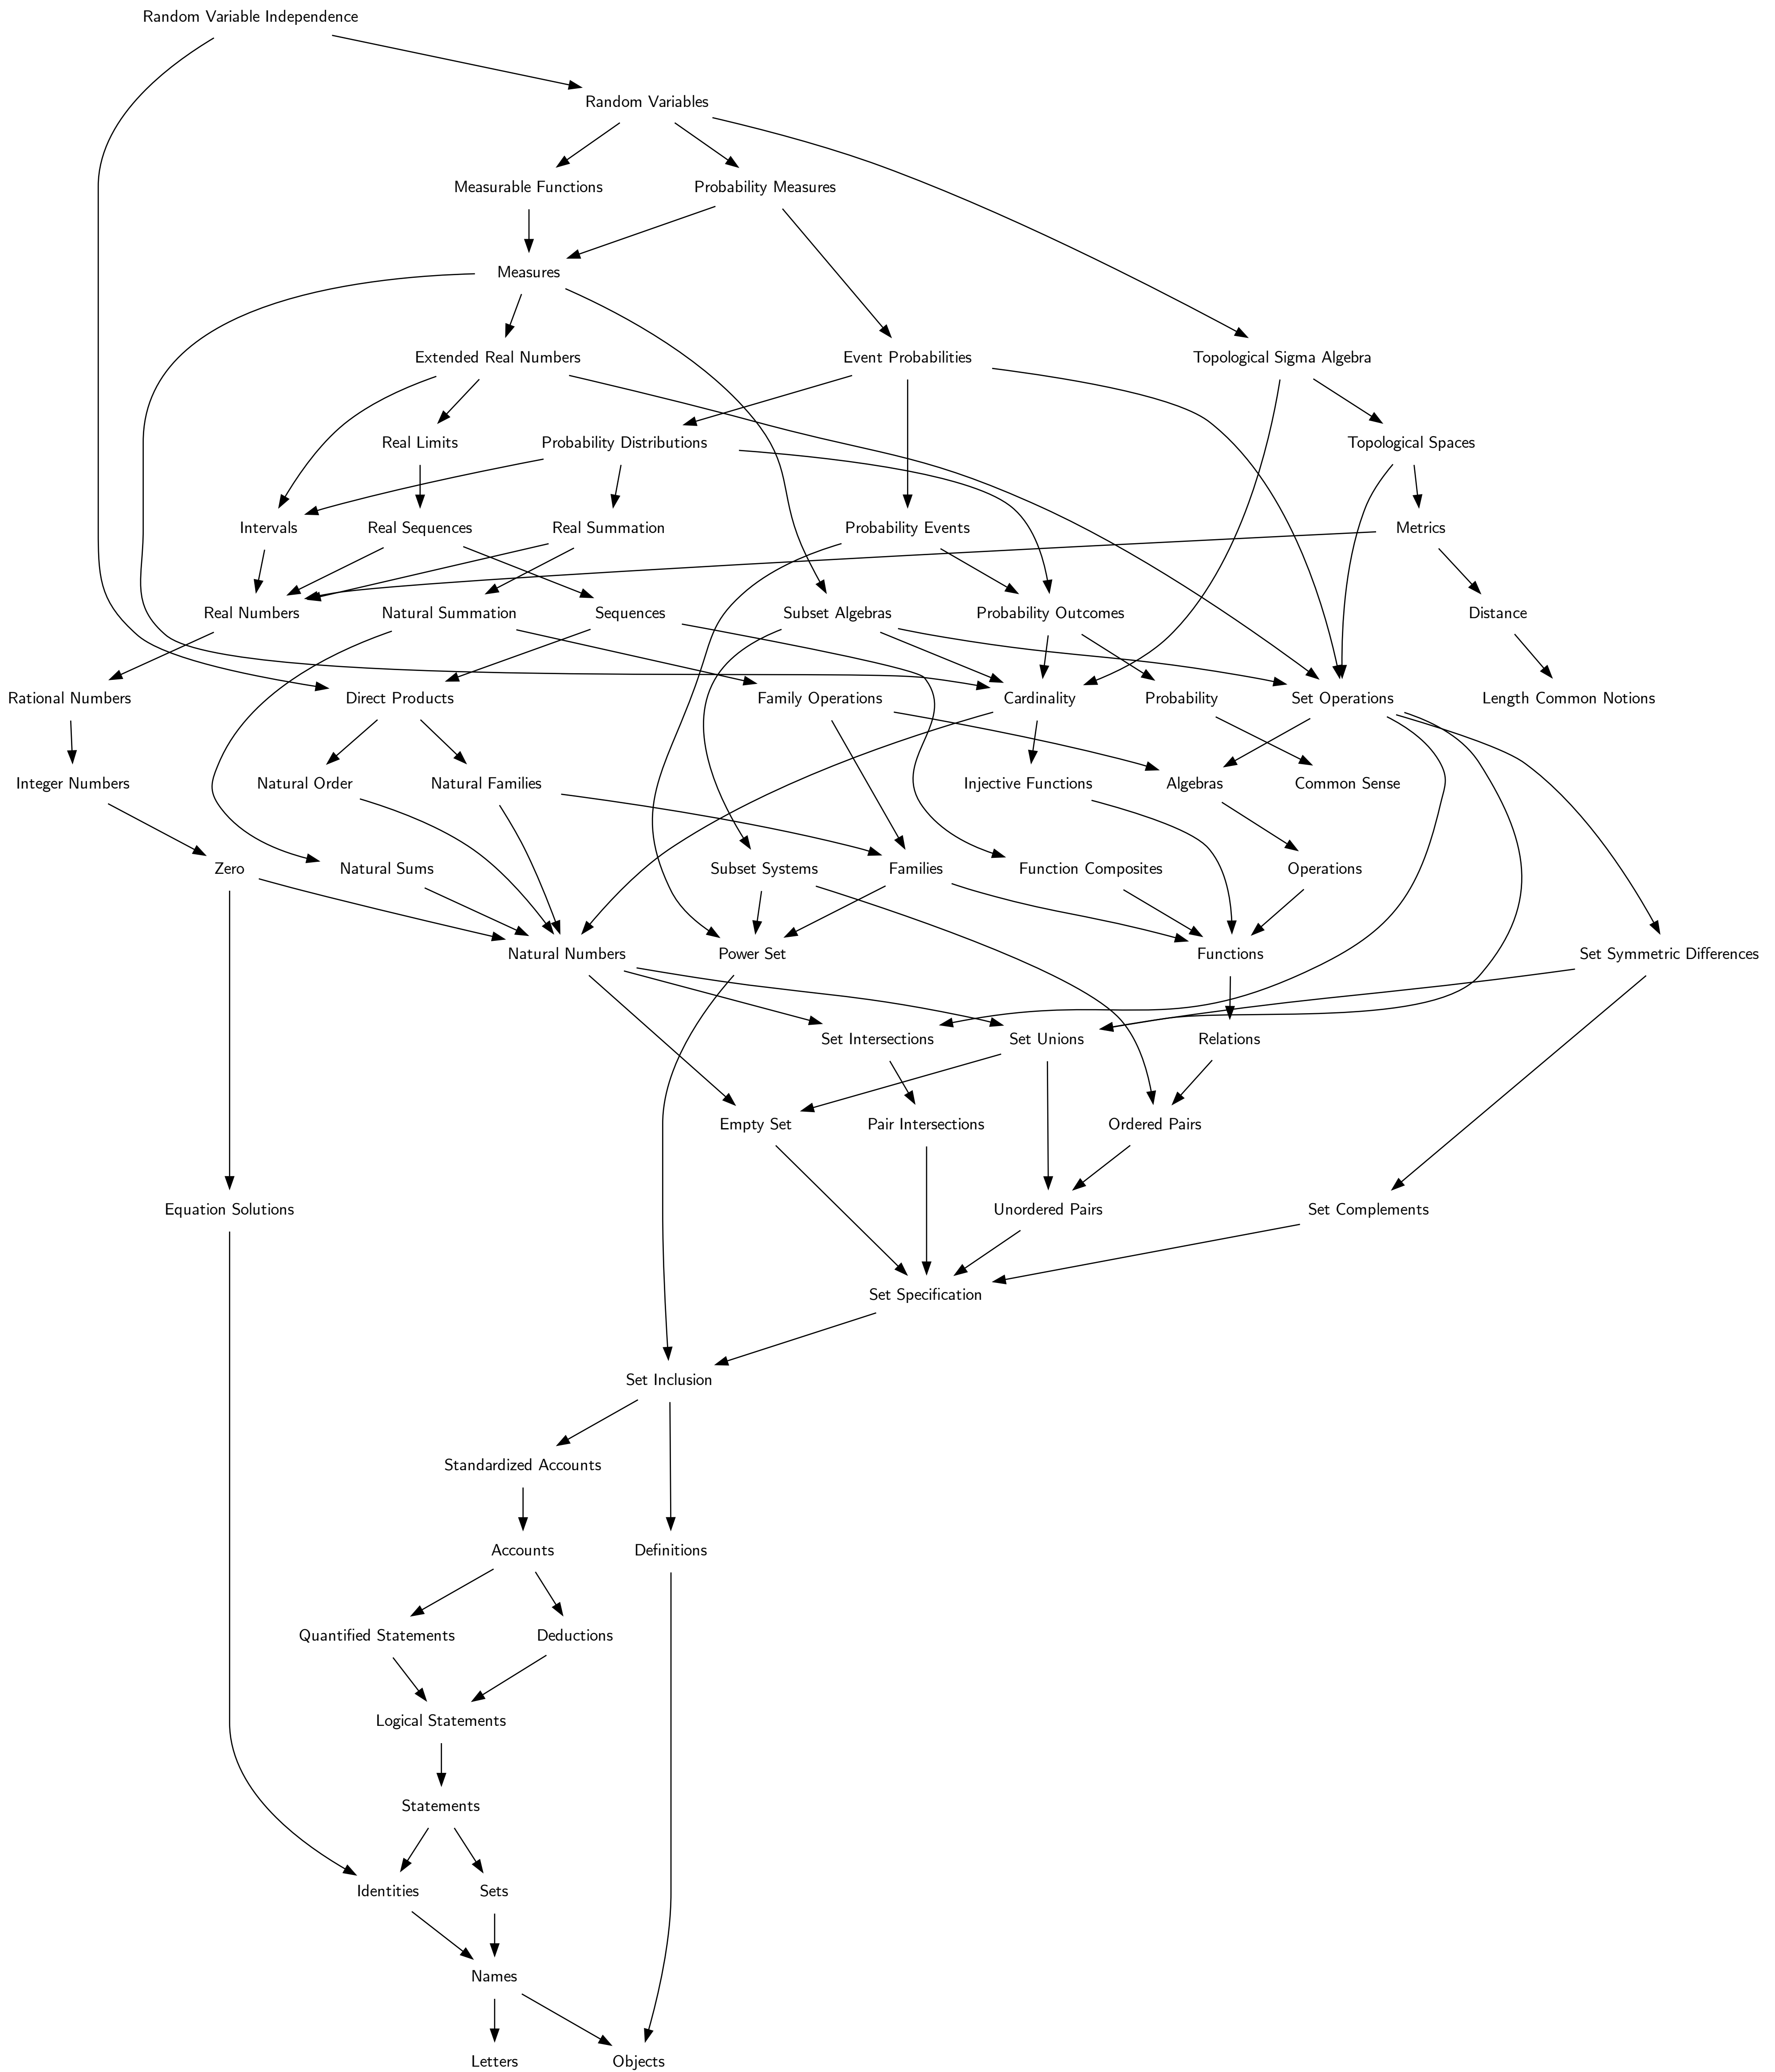 Random Variable Independence
Random Variables
Measurable Functions
Probability Measures
Measures
Extended Real Numbers
Event Probabilities
Topological Sigma Algebra
Real Limits
Probability Distributions
Topological Spaces
Intervals
Real Sequences
Real Summation
Probability Events
Metrics
Real Numbers
Natural Summation
Sequences
Subset Algebras
Probability Outcomes
Distance
Rational Numbers
Direct Products
Family Operations
Cardinality
Probability
Set Operations
Length Common Notions
Integer Numbers
Natural Order
Natural Families
Injective Functions
Algebras
Common Sense
Zero
Natural Sums
Subset Systems
Families
Function Composites
Operations
Natural Numbers
Power Set
Functions
Set Symmetric Differences
Set Intersections
Set Unions
Relations
Empty Set
Pair Intersections
Ordered Pairs
Equation Solutions
Unordered Pairs
Set Complements
Set Specification
Set Inclusion
Standardized Accounts
Accounts
Definitions
Quantified Statements
Deductions
Logical Statements
Statements
Identities
Sets
Names
Letters
Objects